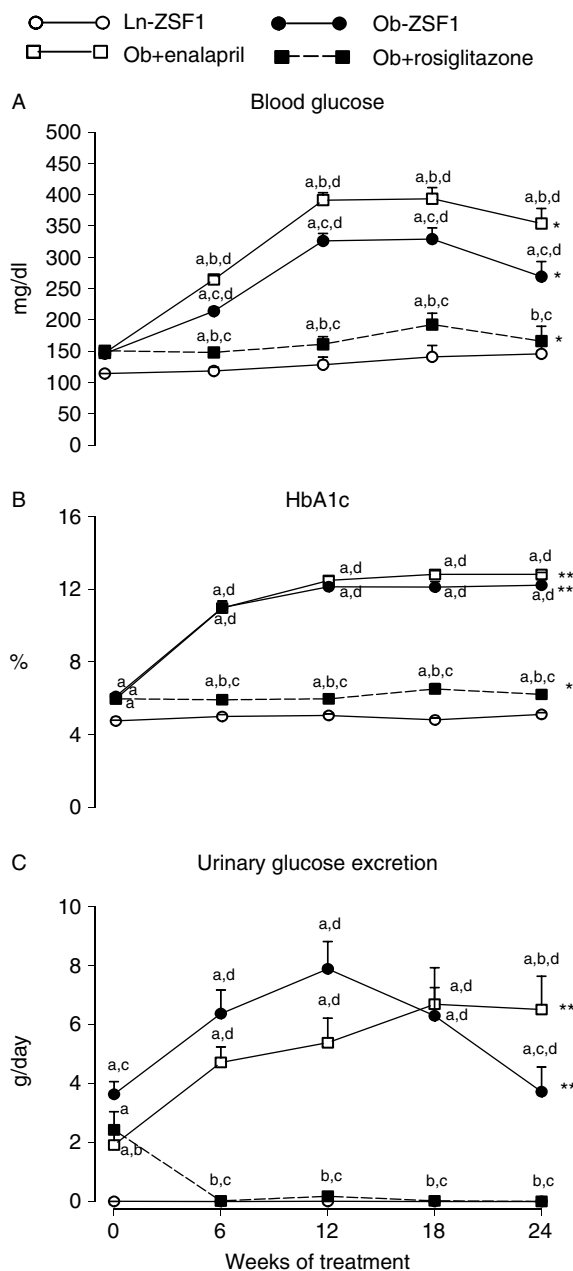 Ln-ZSF1 Ob-ZSF1
Ob+enalapril Ob+rosiglitazone
A Blood glucose
500
450
400
350
300
250
200
150
100
50
0
mg/dl
a,b,d a,b,d
a,b,d
a,c,d a,c,d
*
a,b,d
a,c,d
a,c,d
*
a,b,c a,b,c a,b,c b,c
*
B HbA1c
16
12
8
4
0
%
a,d a,d a,d a,d
**
a,d a,d a,d a,d
**
a
a
a
a,b,c a,b,c a,b,c a,b,c
*
C Urinary glucose excretion
10
8
6
4
2
0
g/day
a,d
a,d
a,b,d
a,d
a,d
a,d
a,d
**
a,c
a,c,d
**
a
a,b
b,c b,c b,c b,c
0 6 12 18 24
Weeks of treatment